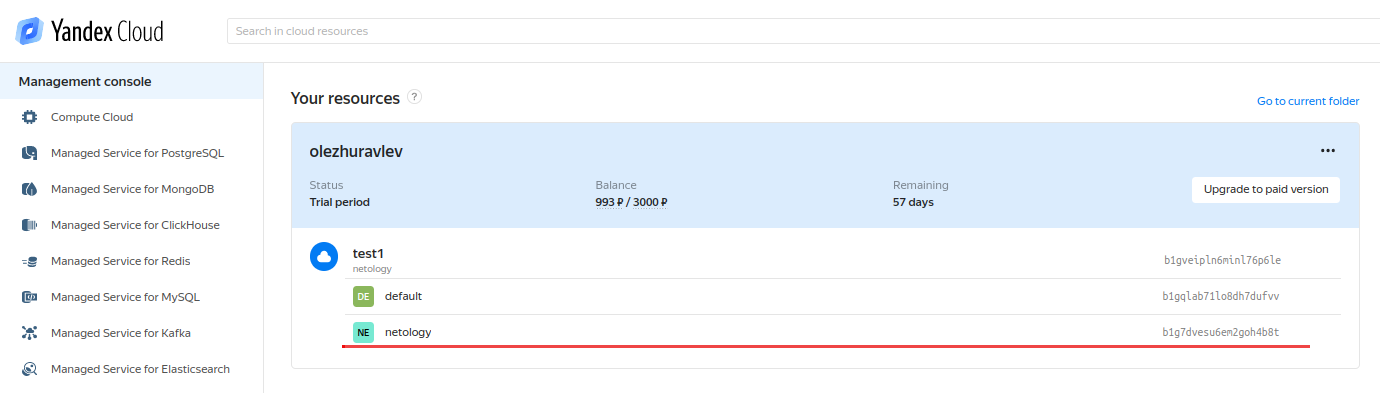 Yandex Cloud
Search in cloud resources
Management console
Compute Cloud
Managed Service for PostgreSQL
Managed Service for MongoDB
Managed Service for ClickHouse
Managed Service for Redis
Managed Service for MySQL
Managed Service for Kafka
Managed Service for Elasticsearch
Your resources ?
Go to current folder
olezhuravlev
•••
Status Balance Remaining
Trial period 993 ₽ / 3000 ₽ 57 days
Upgrade to paid version
test1
netology
b1gveipln6minl76p6le
DE default b1gqlab71lo8dh7dufvv
NE netology b1g7dvesu6em2goh4b8t